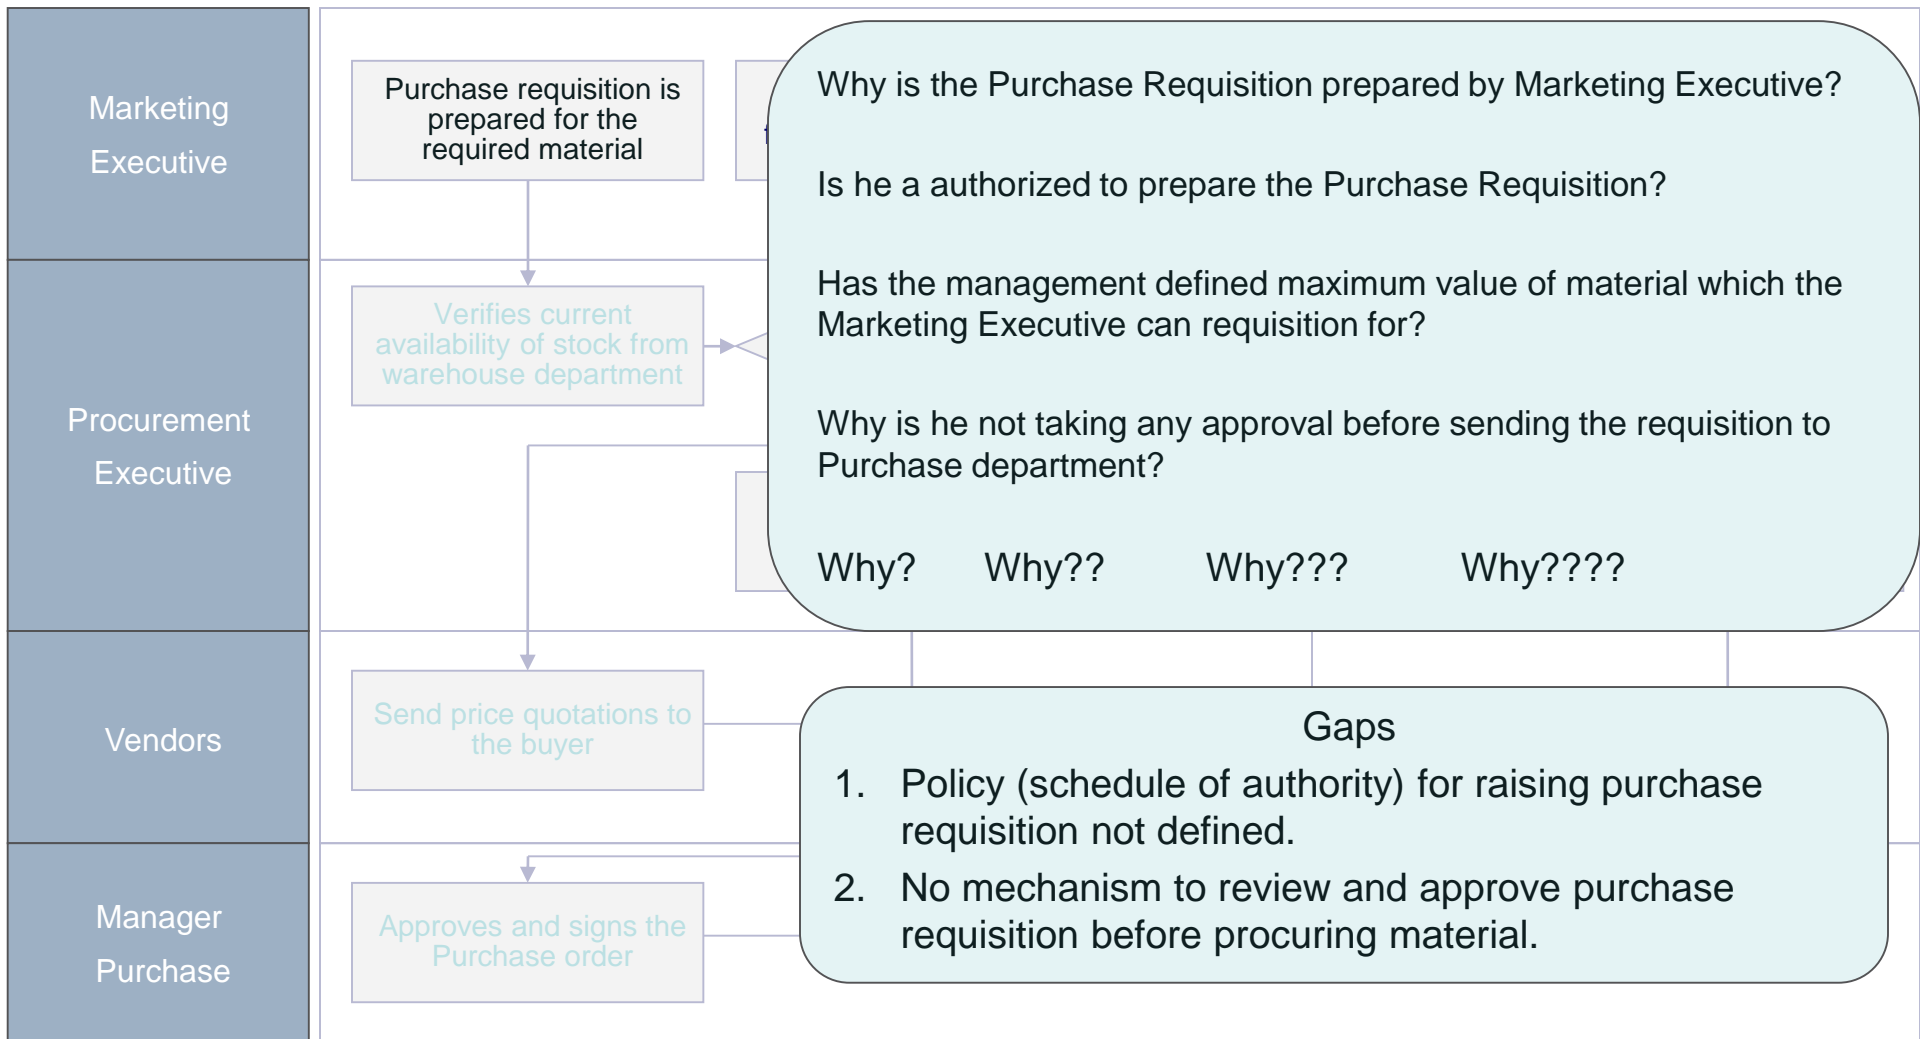 Marketing
Executive
Purchase requisition is
prepared for the
required material
Why is the Purchase Requisition prepared by Marketing Executive?
Is he a authorized to prepare the Purchase Requisition?
Has the management defined maximum value of material which the
Marketing Executive can requisition for?
Why is he not taking any approval before sending the requisition to
Purchase department?
Why? Why?? Why??? Why????
Procurement
Executive
Verifies current
availability of stock from
warehouse department
Vendors
Send price quotations to
the buyer
Gaps
1. Policy (schedule of authority) for raising purchase
requisition not defined.
2. No mechanism to review and approve purchase
requisition before procuring material.
Manager
Purchase
Approves and signs the
Purchase order